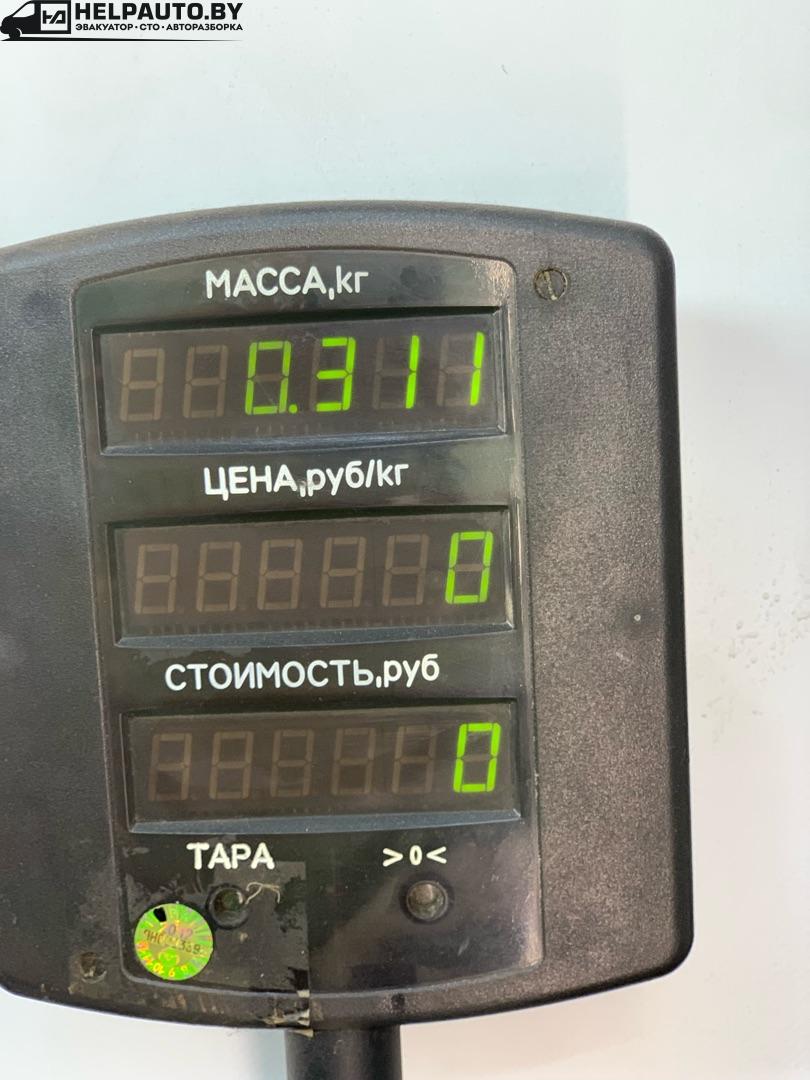 HELPAUTO.BY
ЭВАКУАТОР•СТО•АВТОРАЗБОРКА
МАССА,кг
0.311
ЦЕНА,руб/кг
0
СТОИМОСТЬ,руб
0
ТАРА >0<